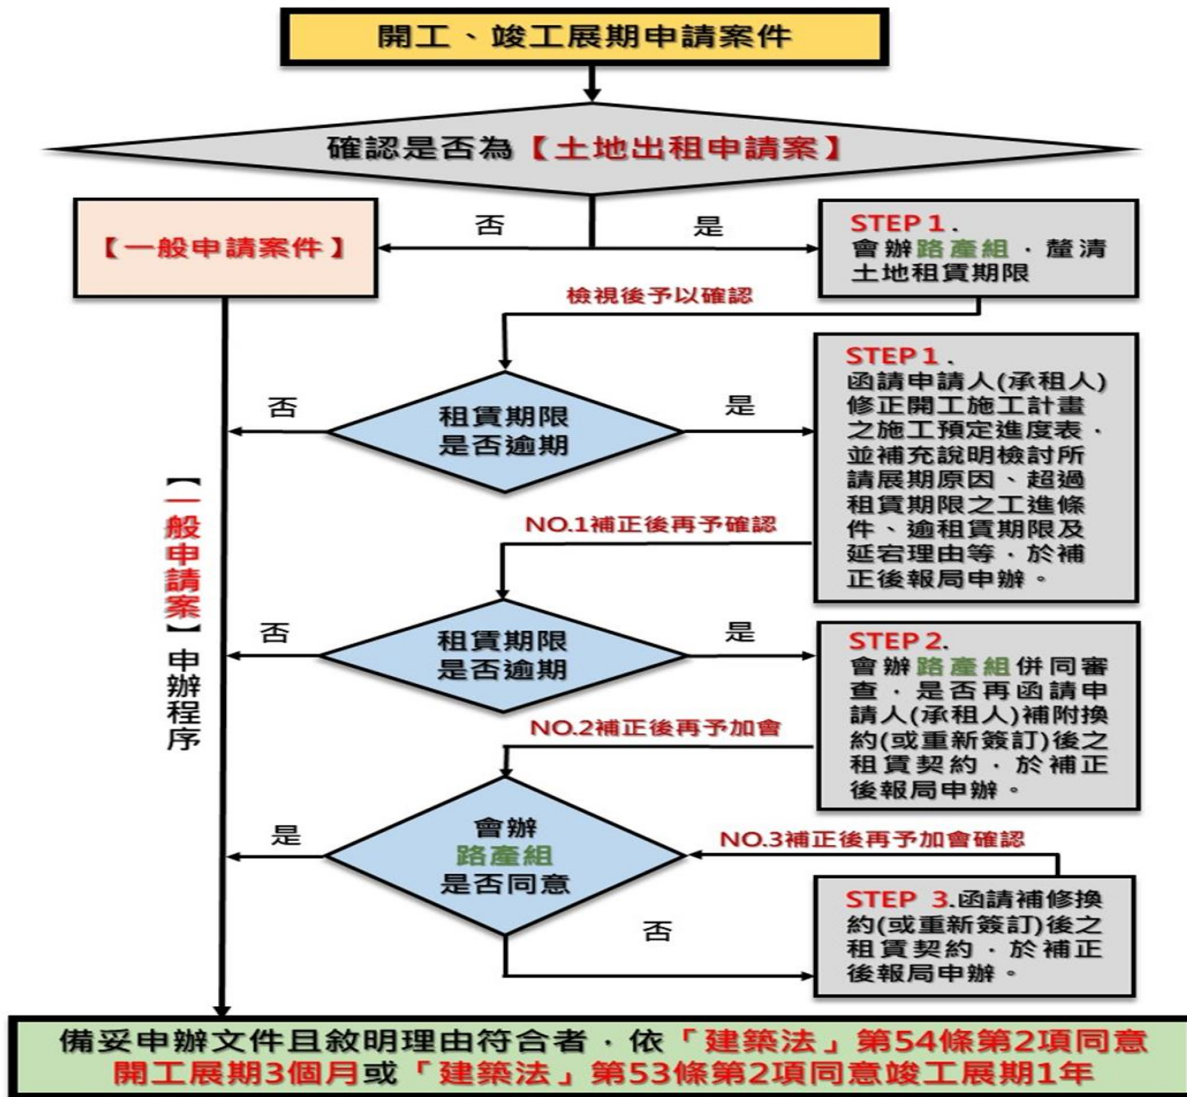 開工、竣工展期申請案件
確認是否為【土地出租申請案】
否
是
【一般申請案件】
STEP 1.
會辦路產組，釐清
土地租賃期限
檢視後予以確認
租賃期限
是否逾期
否
是
STEP 1.
函請申請人(承租人)
修正開工施工計畫
之施工預定進度表，
並補充說明檢討所
請展期原因、超過
租賃期限之工進條
件、逾租賃期限及
延宕理由等，於補
正後報局申辦。
NO.1補正後再予確認
【一般申請案】申辦程序
租賃期限
是否逾期
否
是
STEP 2.
會辦路產組併同審
查，是否再函請申
請人(承租人)補附換
約(或重新簽訂)後之
租賃契約，於補正
後報局申辦。
NO.2補正後再予加會
會辦
路產組
是否同意
是
否
NO.3補正後再予加會確認
STEP 3.函請補修換
約(或重新簽訂)後之
租賃契約，於補正
後報局申辦。
備妥申辦文件且敘明理由符合者，依「建築法」第54條第2項同意
開工展期3個月或「建築法」第53條第2項同意竣工展期1年